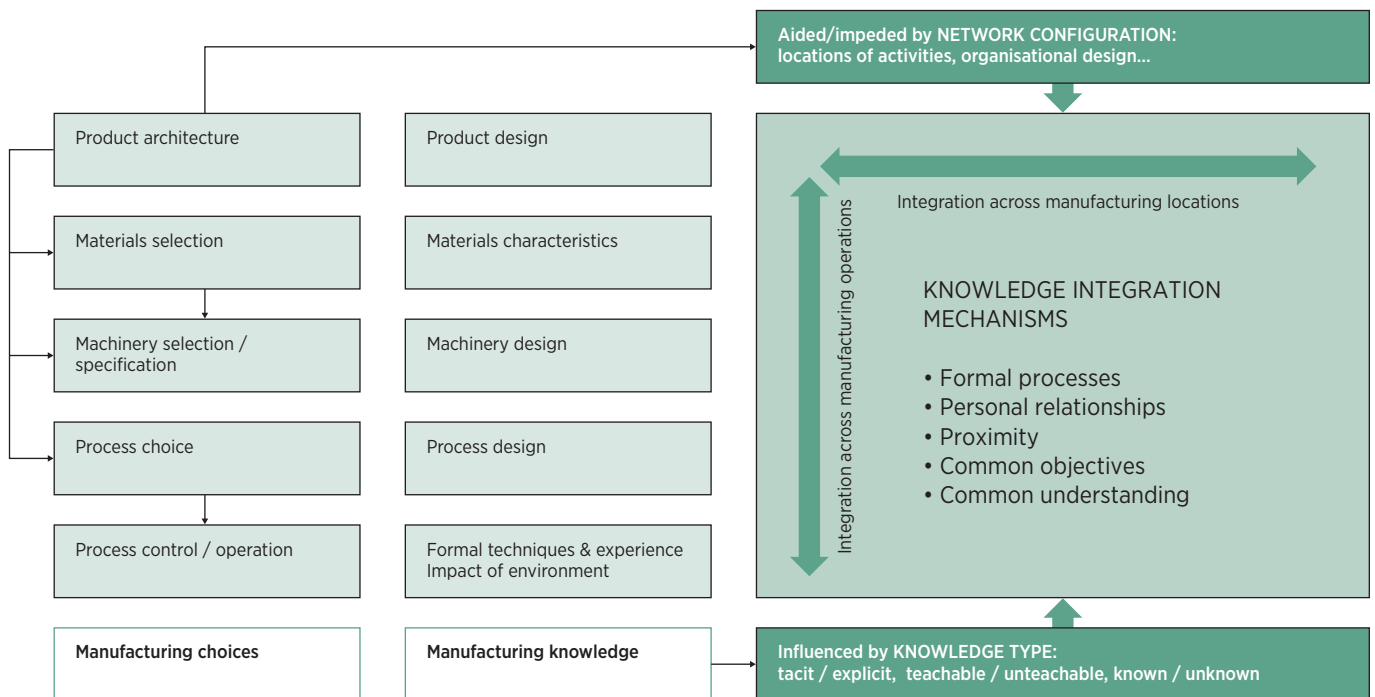 Aided/impeded by NETWORK CONFIGURATION:
locations of activities, organisational design...
Product architecture
Product design
Materials selection
Materials characteristics
Machinery selection /
specification
Machinery design
Process choice
Process design
Process control / operation
Formal techniques & experience
Impact of environment
Manufacturing choices
Manufacturing knowledge
Integration across manufacturing locations
Integration across manufacturing operations
KNOWLEDGE INTEGRATION
MECHANISMS
• Formal processes
• Personal relationships
• Proximity
• Common objectives
• Common understanding
Influenced by KNOWLEDGE TYPE:
tacit / explicit, teachable / unteachable, known / unknown